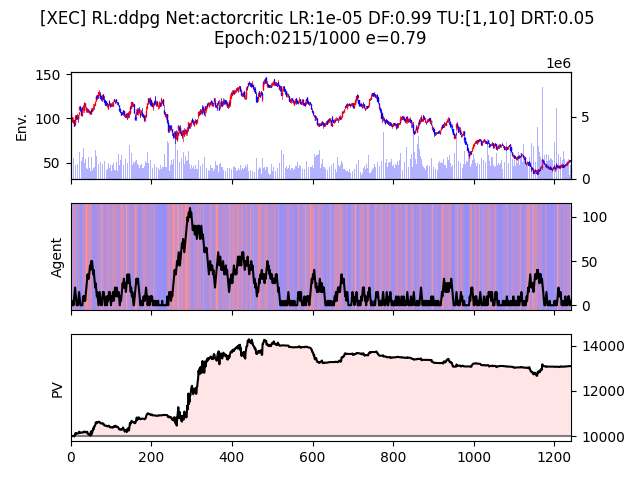 [XEC] RL:ddpg Net:actorcritic LR:1e-05 DF:0.99 TU:[1,10] DRT:0.05
Epoch:0215/1000 e=0.79
1e6
150
100
50
Env.
5
0
Agent
100
50
0
PV
14000
12000
10000
0 200 400 600 800 1000 1200